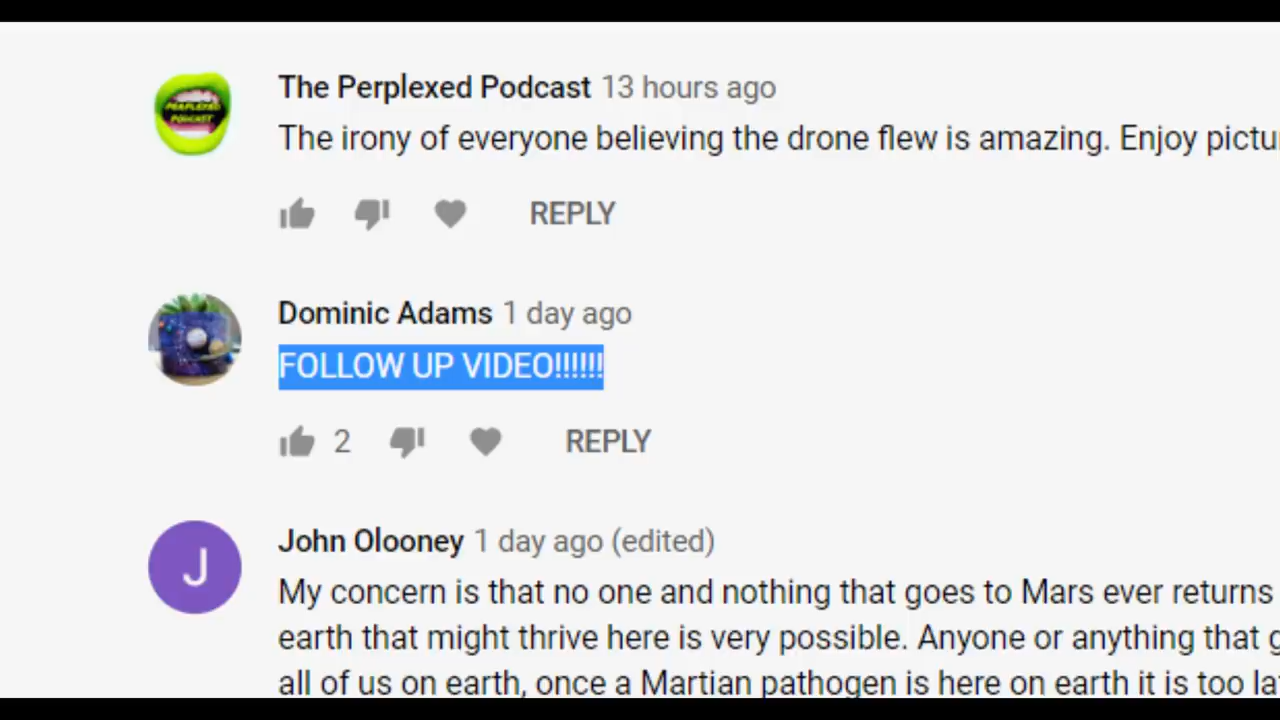 The Perplexed Podcast 13 hours ago
PERPLEXED
PODCAST
The irony of everyone believing the drone flew is amazing. Enjoy
REPLY
Dominic Adams 1 day ago
FOLLOW UP VIDEO!!!!!!
2 REPLY
John Olooney 1 day ago (edited)
J
My concern is that no one and nothing that goes to Mars ever returns
earth that might thrive here is very possible. Anyone or anything that
all of us on earth, once a Martian pathogen is here on earth it is too